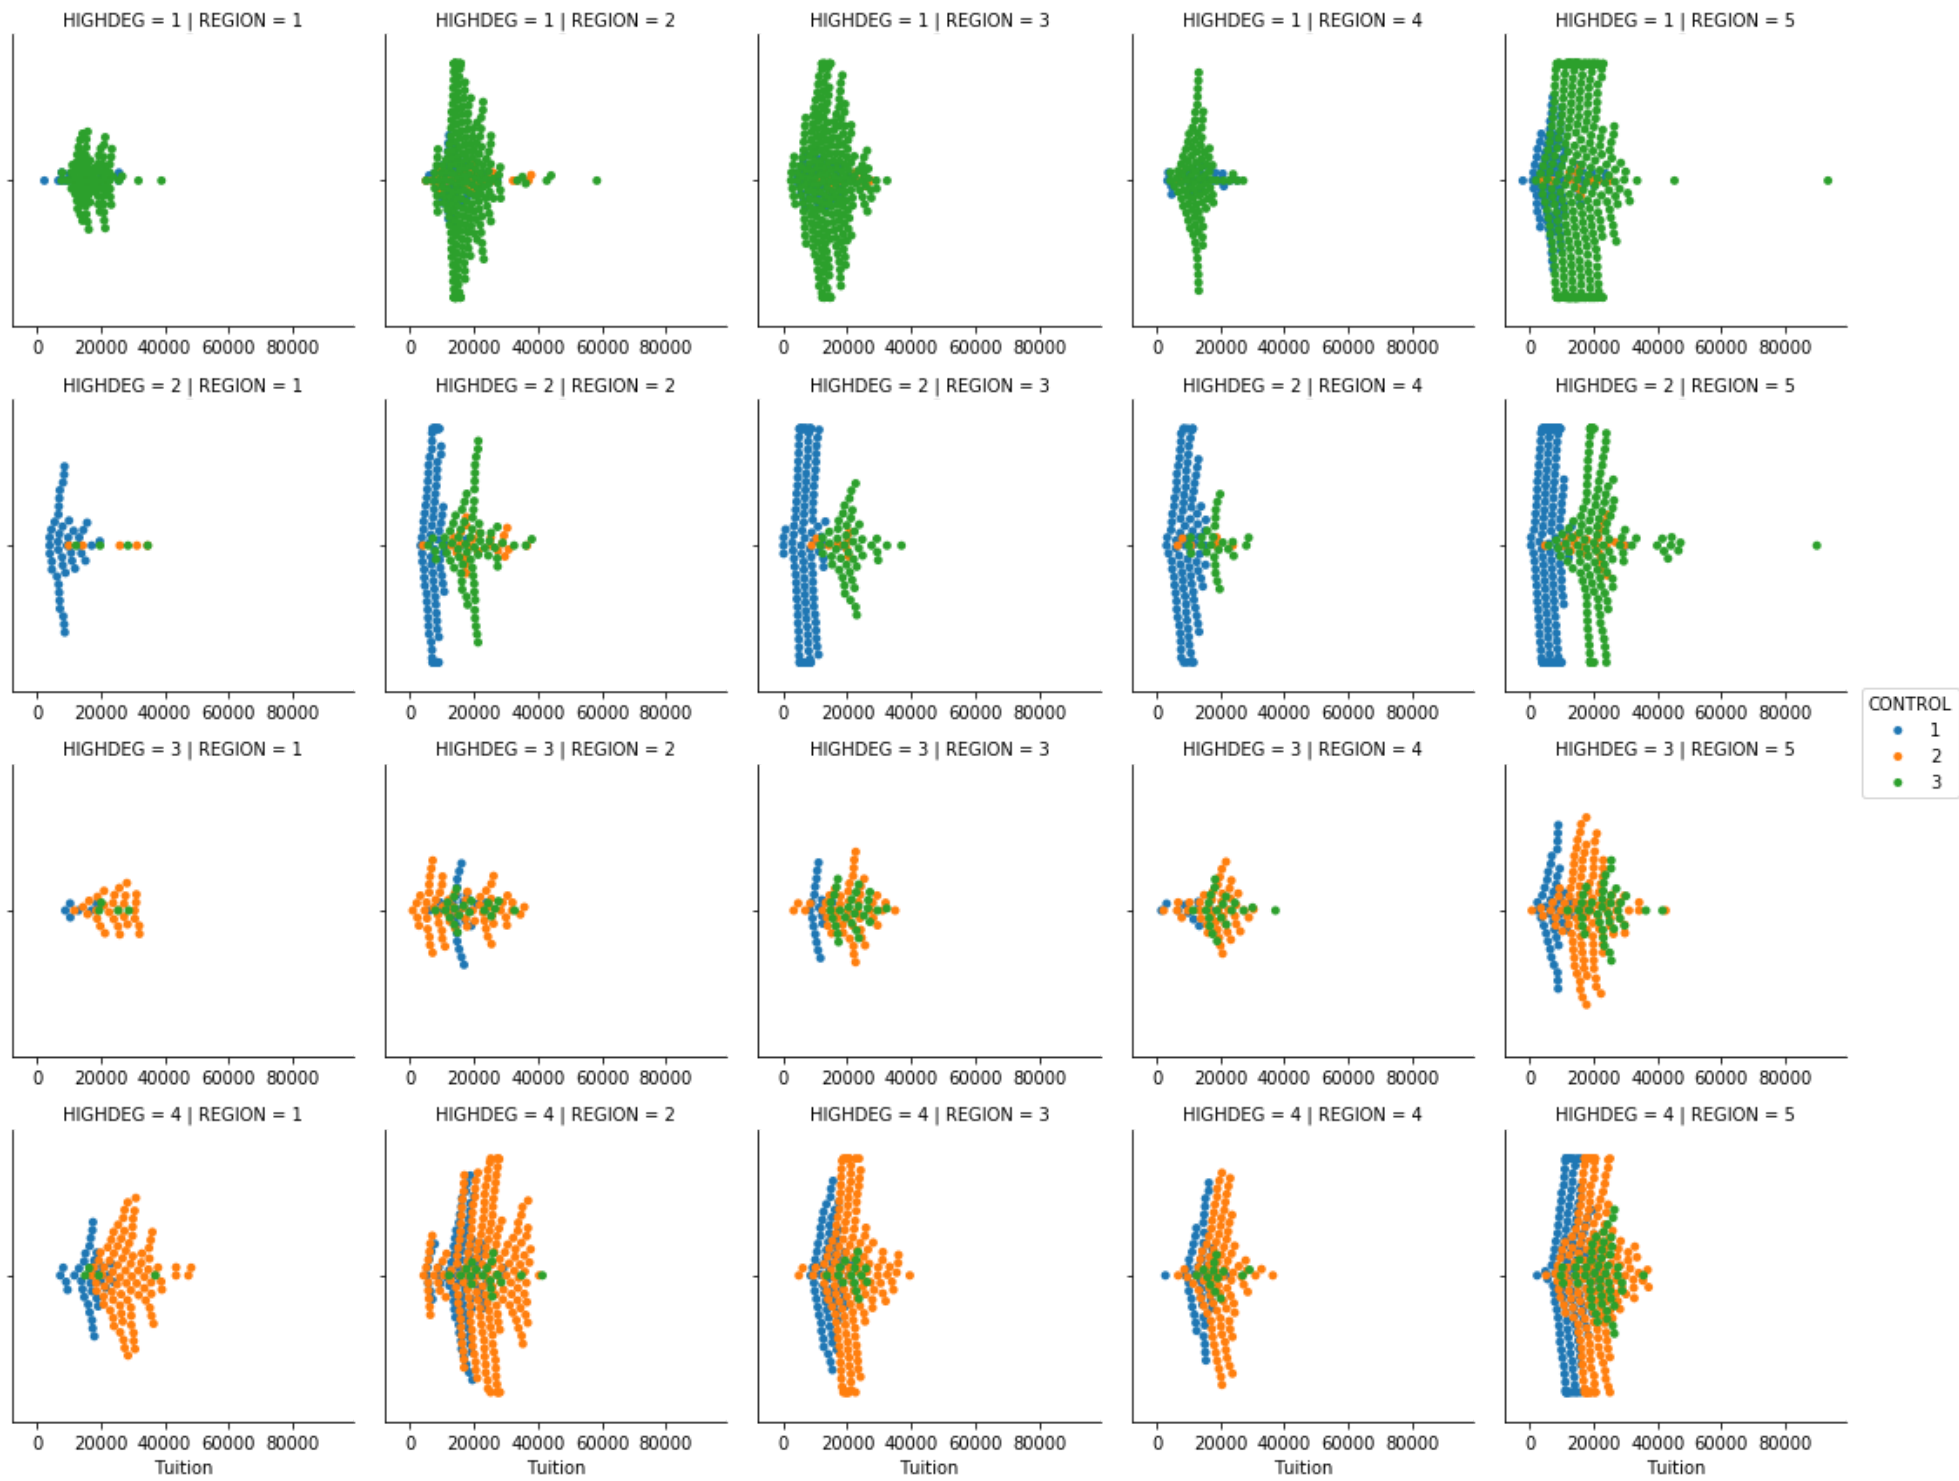 HIGHDEG = 1 | REGION = 1
HIGHDEG = 1 | REGION = 2
HIGHDEG = 1 | REGION = 3
HIGHDEG = 1 | REGION = 4
HIGHDEG = 1 | REGION = 5
0 20000 40000 60000 80000
0 20000 40000 60000 80000
0 20000 40000 60000 80000
0 20000 40000 60000 80000
0 20000 40000 60000 80000
HIGHDEG = 2 | REGION = 1
HIGHDEG = 2 | REGION = 2
HIGHDEG = 2 | REGION = 3
HIGHDEG = 2 | REGION = 4
HIGHDEG = 2 | REGION = 5
0 20000 40000 60000 80000
0 20000 40000 60000 80000
0 20000 40000 60000 80000
0 20000 40000 60000 80000
0 20000 40000 60000 80000
CONTROL
1
2
3
HIGHDEG = 3 | REGION = 1
HIGHDEG = 3 | REGION = 2
HIGHDEG = 3 | REGION = 3
HIGHDEG = 3 | REGION = 4
HIGHDEG = 3 | REGION = 5
0 20000 40000 60000 80000
0 20000 40000 60000 80000
0 20000 40000 60000 80000
0 20000 40000 60000 80000
0 20000 40000 60000 80000
HIGHDEG = 4 | REGION = 1
HIGHDEG = 4 | REGION = 2
HIGHDEG = 4 | REGION = 3
HIGHDEG = 4 | REGION = 4
HIGHDEG = 4 | REGION = 5
0 20000 40000 60000 80000
0 20000 40000 60000 80000
0 20000 40000 60000 80000
0 20000 40000 60000 80000
0 20000 40000 60000 80000
Tuition
Tuition
Tuition
Tuition
Tuition